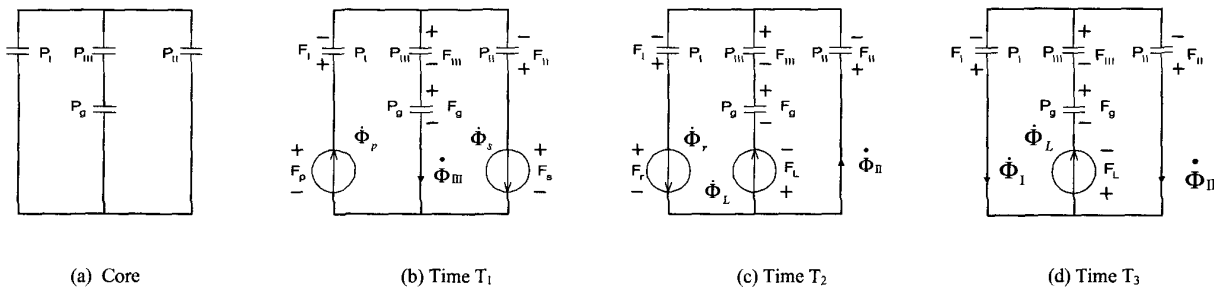 P_I P_III P_II
P_g
(a) Core
F_I P_I + P_III − F_III − P_II + F_II
− +
P_g + − F_g
Φ̇_p Φ̇_s
+ F_p − Φ̇_III + F_s −
(b) Time T_1
F_I − + P_I P_III + − F_III P_II − + F_II
P_g + − F_g
Φ̇_r
+ F_r − Φ̇_L − F_L + Φ̇_II
(c) Time T_2
F_I − + P_I P_III + − F_III P_II − + F_II
P_g + − F_g
Φ̇_L
Φ̇_I − F_L + Φ̇_II
(d) Time T_3